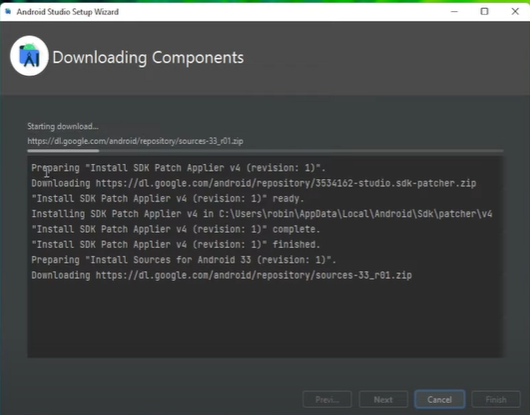 Android Studio Setup Wizard
Downloading Components
Starting download...
https://dl.google.com/android/repository/sources-33_r01.zip
Preparing "Install SDK Patch Applier v4 (revision: 1)".
Downloading https://dl.google.com/android/repository/3534162-studio.sdk-patcher.zip
"Install SDK Patch Applier v4 (revision: 1)" ready.
Installing SDK Patch Applier v4 in C:\Users\robin\AppData\Local\Android\Sdk\patcher\v4
"Install SDK Patch Applier v4 (revision: 1)" complete.
"Install SDK Patch Applier v4 (revision: 1)" finished.
Preparing "Install Sources for Android 33 (revision: 1)".
Downloading https://dl.google.com/android/repository/sources-33_r01.zip
Previ... Next Cancel Finish